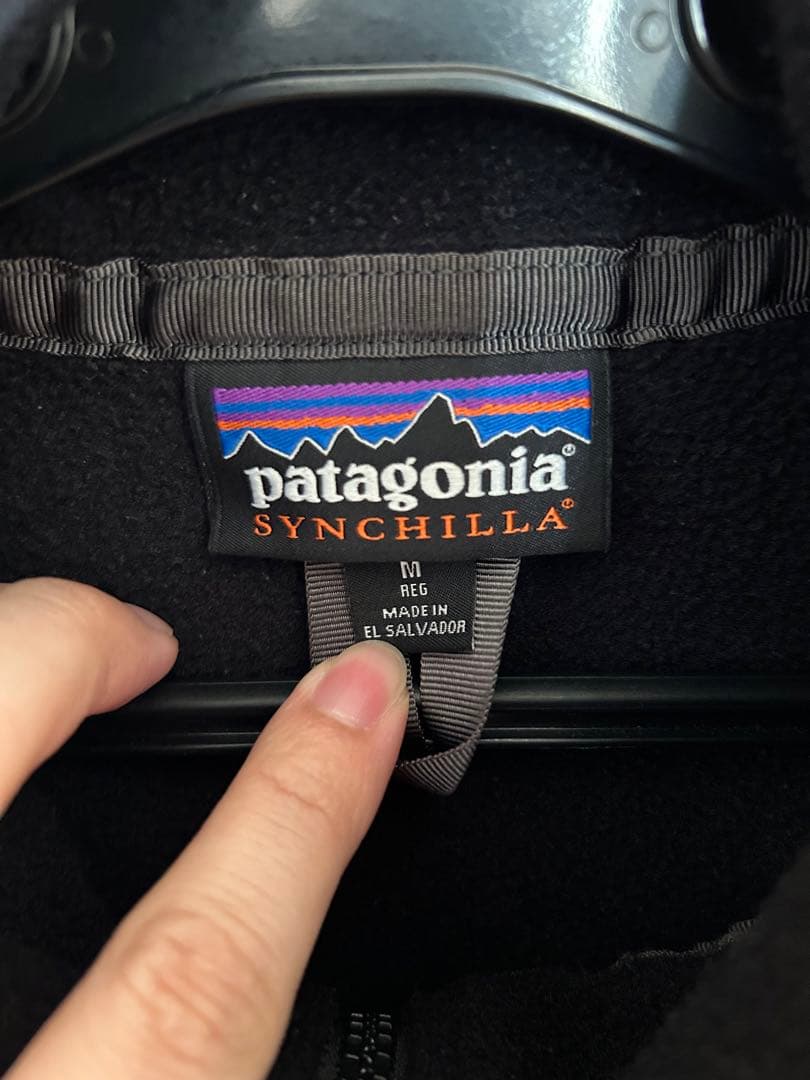 patagonia®
SYNCHILLA®
M
REG
MADE IN
EL SALVADOR